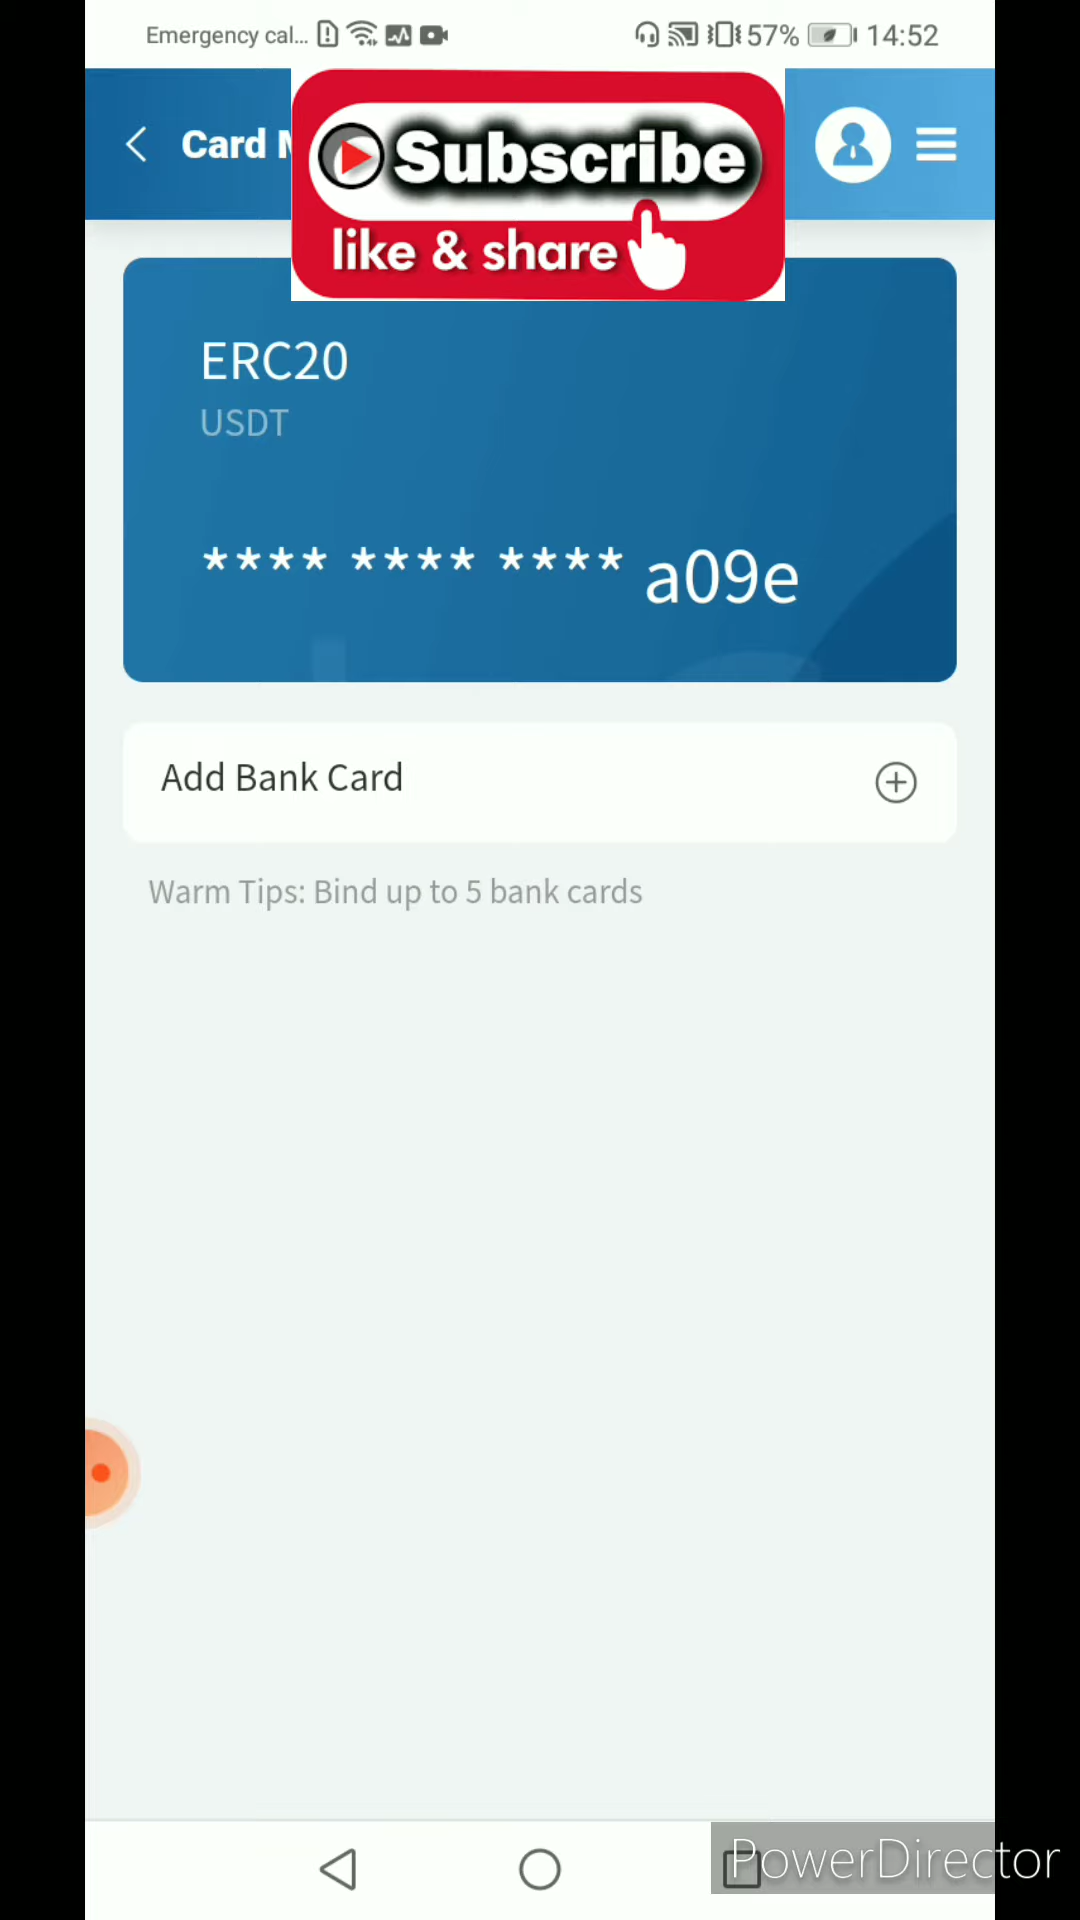 Emergency cal... 57% 14:52
Card
Subscribe
like & share
ERC20
USDT
**** **** **** a09e
Add Bank Card
Warm Tips: Bind up to 5 bank cards
PowerDirector